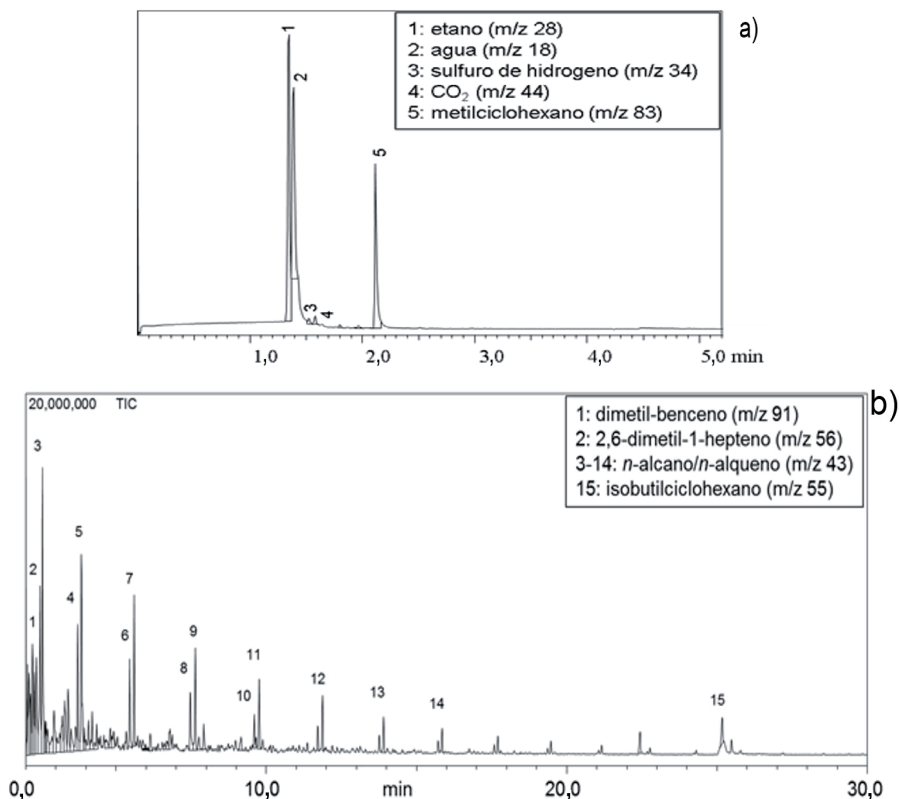 1: etano (m/z 28)
2: agua (m/z 18)
3: sulfuro de hidrogeno (m/z 34)
4: CO₂ (m/z 44)
5: metilciclohexano (m/z 83)
a)
1
2
3
4
5
1,0 2,0 3,0 4,0 5,0 min
b)
20,000,000 TIC
1: dimetil-benceno (m/z 91)
2: 2,6-dimetil-1-hepteno (m/z 56)
3-14: n-alcano/n-alqueno (m/z 43)
15: isobutilciclohexano (m/z 55)
3
5
2
7
4
1
6
9
8
11
10
12
13
14
15
0,0 10,0 min 20,0 30,0